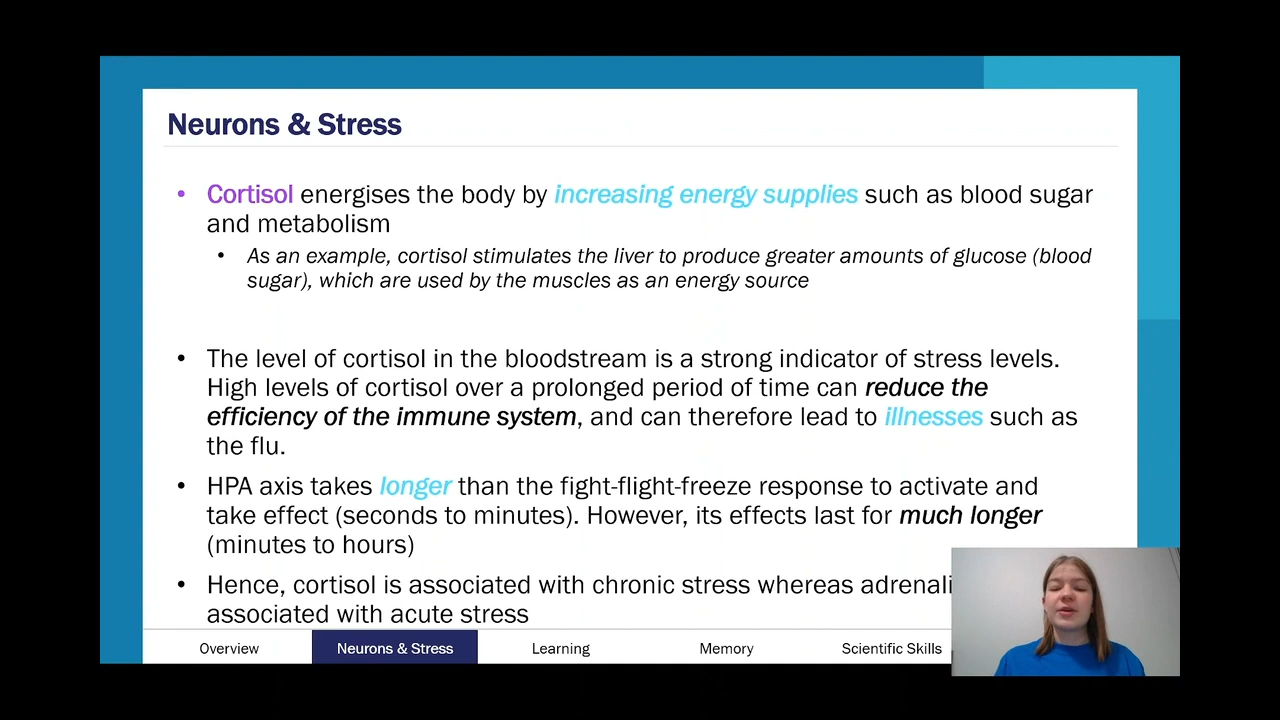 Neurons & Stress
• Cortisol energises the body by increasing energy supplies such as blood sugar
and metabolism
• As an example, cortisol stimulates the liver to produce greater amounts of glucose (blood
sugar), which are used by the muscles as an energy source
• The level of cortisol in the bloodstream is a strong indicator of stress levels.
High levels of cortisol over a prolonged period of time can reduce the
efficiency of the immune system, and can therefore lead to illnesses such as
the flu.
• HPA axis takes longer than the fight-flight-freeze response to activate and
take effect (seconds to minutes). However, its effects last for much longer
(minutes to hours)
• Hence, cortisol is associated with chronic stress whereas
associated with acute stress
Overview Neurons & Stress Learning Memory Scientific Skills